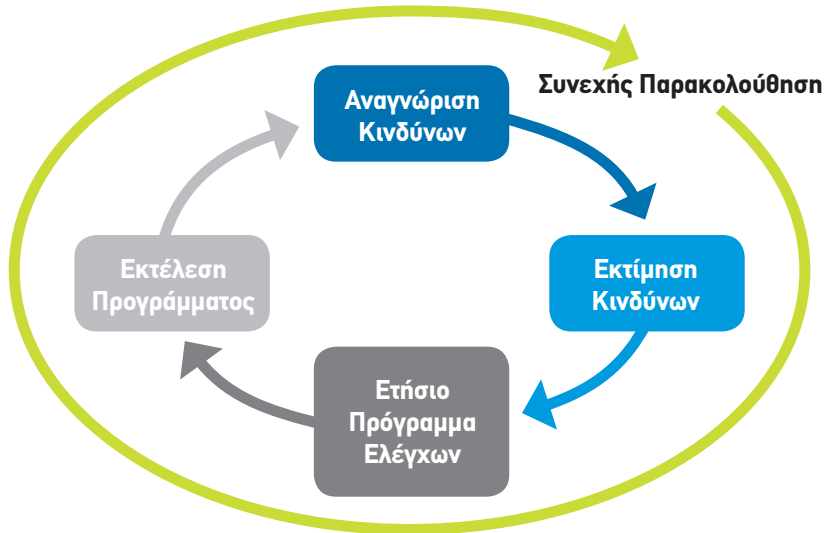 Συνεχής Παρακολούθηση
Αναγνώριση
Κινδύνων
Εκτίμηση
Κινδύνων
Ετήσιο
Πρόγραμμα
Ελέγχων
Εκτέλεση
Προγράμματος